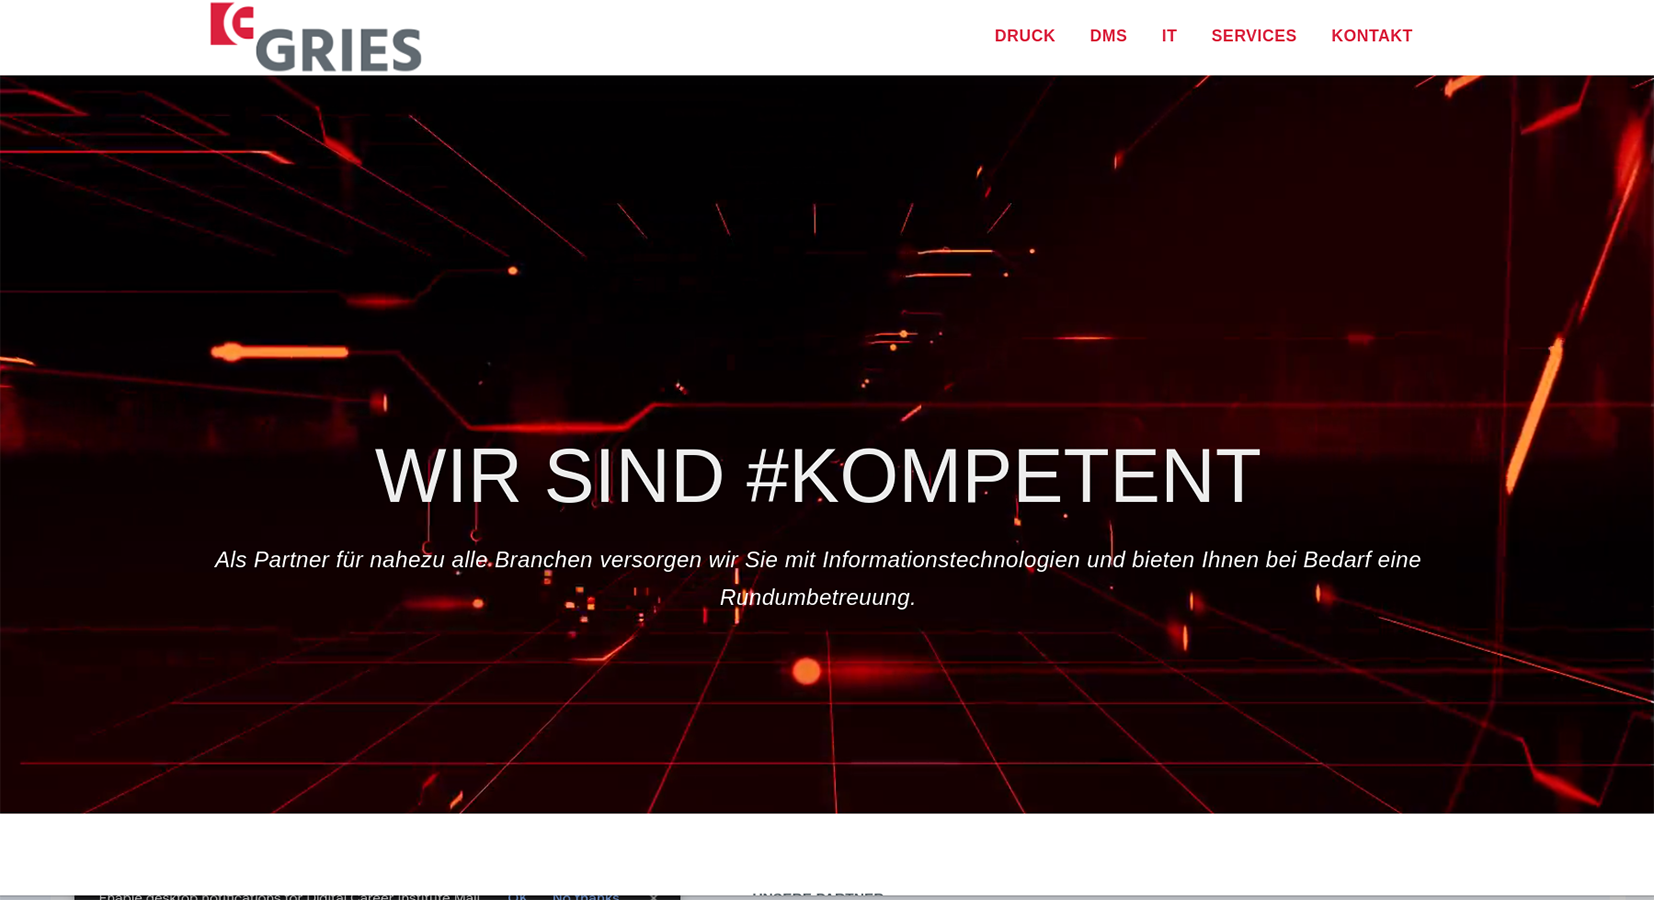 GRIES
DRUCK DMS IT SERVICES KONTAKT
WIR SIND #KOMPETENT
Als Partner für nahezu alle Branchen versorgen wir Sie mit Informationstechnologien und bieten Ihnen bei Bedarf eine
Rundumbetreuung.
Enable desktop notifications for Digital Career Institute Mail. OK No thanks ×
UNSERE PARTNER